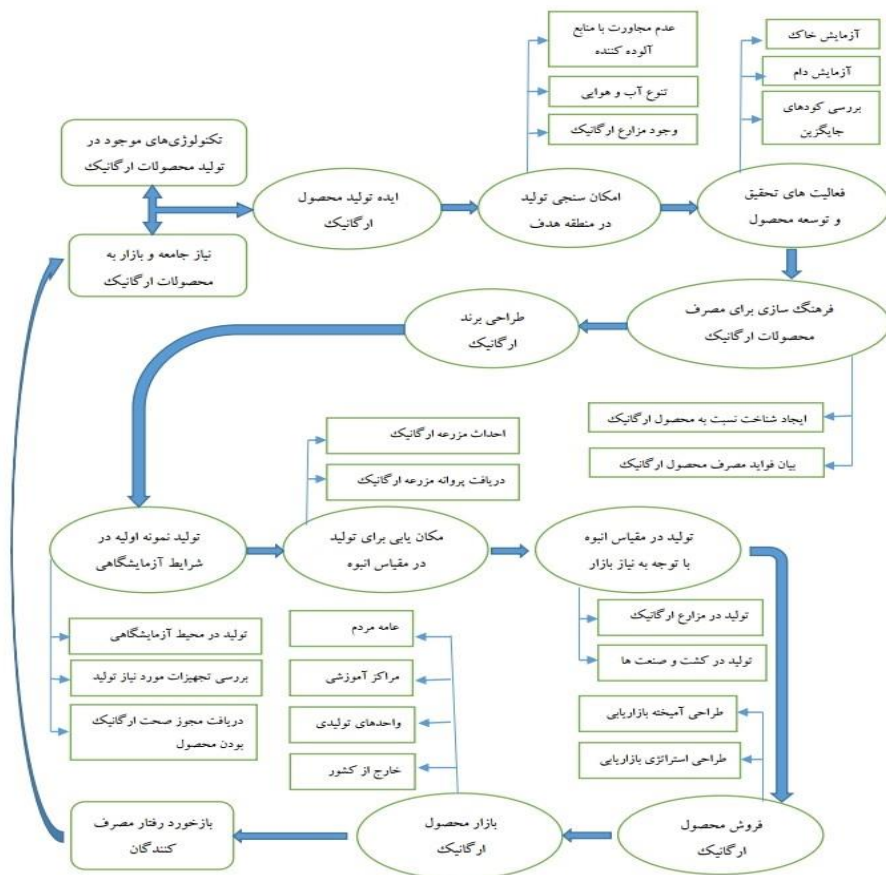 تکنولوژی‌های موجود در
تولید محصولات ارگانیک
نیاز جامعه و بازار به
محصولات ارگانیک
ایده تولید محصول
ارگانیک
عدم مجاورت با منابع
آلوده کننده
تنوع آب و هوایی
وجود مزارع ارگانیک
امکان سنجی تولید
در منطقه هدف
آزمایش خاک
آزمایش دام
بررسی کودهای
جایگزین
فعالیت های تحقیق
و توسعه محصول
فرهنگ سازی برای مصرف
محصولات ارگانیک
ایجاد شناخت نسبت به محصول ارگانیک
بیان فواید مصرف محصول ارگانیک
طراحی برند
ارگانیک
تولید نمونه اولیه در
شرایط آزمایشگاهی
تولید در محیط آزمایشگاهی
بررسی تجهیزات مورد نیاز تولید
دریافت مجوز صحت ارگانیک
بودن محصول
احداث مزرعه ارگانیک
دریافت پروانه مزرعه ارگانیک
مکان یابی برای تولید
در مقیاس انبوه
تولید در مقیاس انبوه
با توجه به نیاز بازار
تولید در مزارع ارگانیک
تولید در کشت و صنعت ها
طراحی آمیخته بازاریابی
طراحی استراتژی بازاریابی
فروش محصول
ارگانیک
عامه مردم
مراکز آموزشی
واحدهای تولیدی
خارج از کشور
بازار محصول
ارگانیک
بازخورد رفتار مصرف
کنندگان